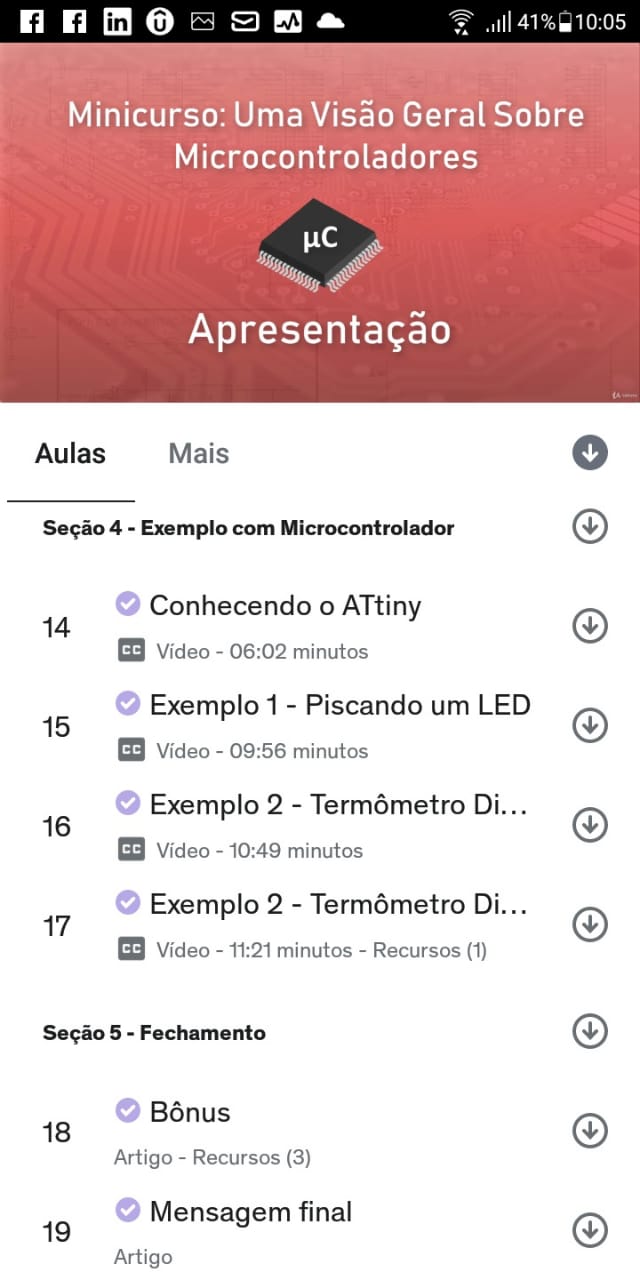 41% 10:05
Minicurso: Uma Visão Geral Sobre
Microcontroladores
µC
Apresentação
Aulas Mais
Seção 4 - Exemplo com Microcontrolador
14 Conhecendo o ATtiny
CC Vídeo - 06:02 minutos
15 Exemplo 1 - Piscando um LED
CC Vídeo - 09:56 minutos
16 Exemplo 2 - Termômetro Di...
CC Vídeo - 10:49 minutos
17 Exemplo 2 - Termômetro Di...
CC Vídeo - 11:21 minutos - Recursos (1)
Seção 5 - Fechamento
18 Bônus
Artigo - Recursos (3)
19 Mensagem final
Artigo